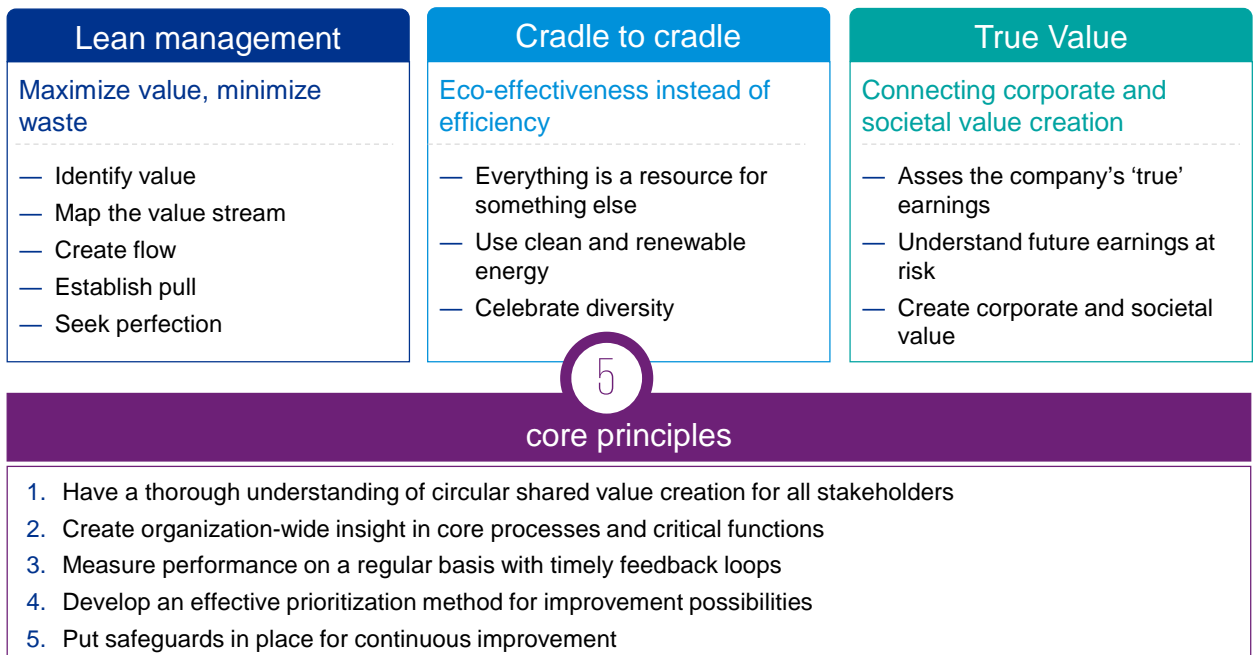 Lean management
Maximize value, minimize
waste
— Identify value
— Map the value stream
— Create flow
— Establish pull
— Seek perfection
Cradle to cradle
Eco-effectiveness instead of
efficiency
— Everything is a resource for
something else
— Use clean and renewable
energy
— Celebrate diversity
True Value
Connecting corporate and
societal value creation
— Asses the company's ‘true’
earnings
— Understand future earnings at
risk
— Create corporate and societal
value
5
core principles
1. Have a thorough understanding of circular shared value creation for all stakeholders
2. Create organization-wide insight in core processes and critical functions
3. Measure performance on a regular basis with timely feedback loops
4. Develop an effective prioritization method for improvement possibilities
5. Put safeguards in place for continuous improvement